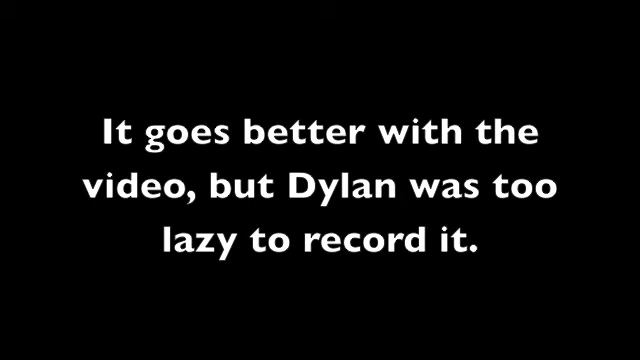 It goes better with the
video, but Dylan was too
lazy to record it.